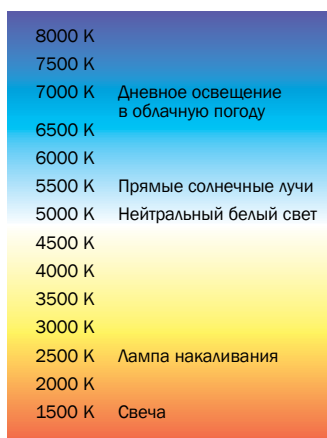 8000 K
7500 K
7000 K Дневное освещение
в облачную погоду
6500 K
6000 K
5500 K Прямые солнечные лучи
5000 K Нейтральный белый свет
4500 K
4000 K
3500 K
3000 K
2500 K Лампа накаливания
2000 K
1500 K Свеча